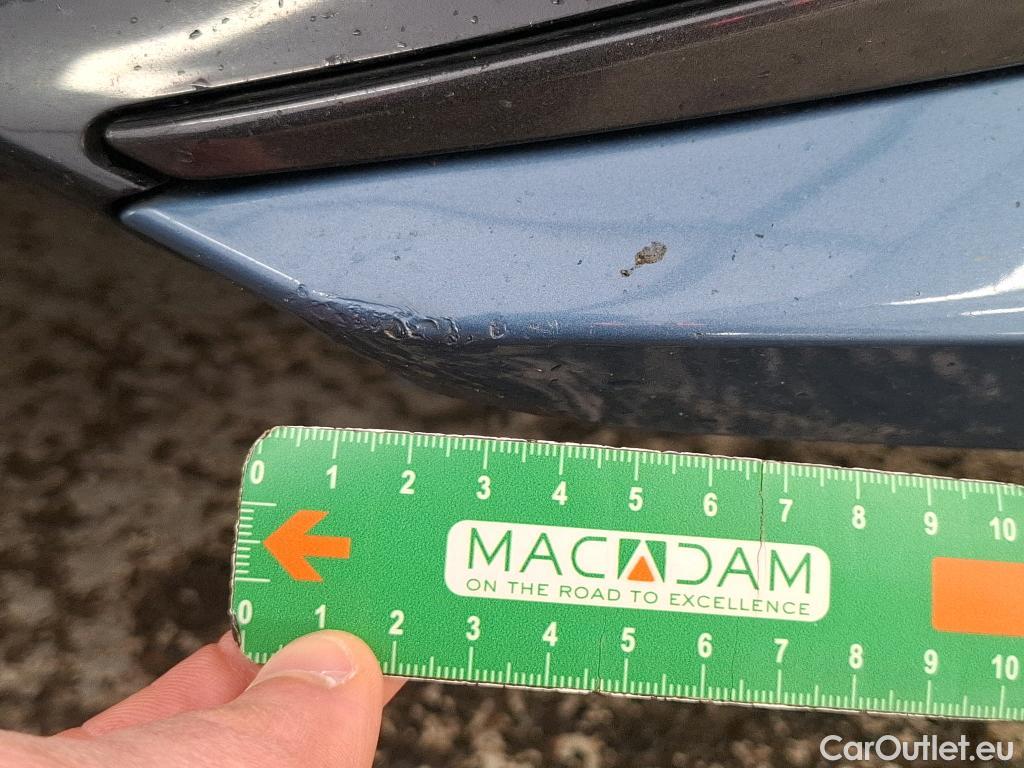 0 1 2 3 4 5 6 7 8 9 10
MACADAM
ON THE ROAD TO EXCELLENCE
0 1 2 3 4 5 6 7 8 9 10
CarOutlet.eu